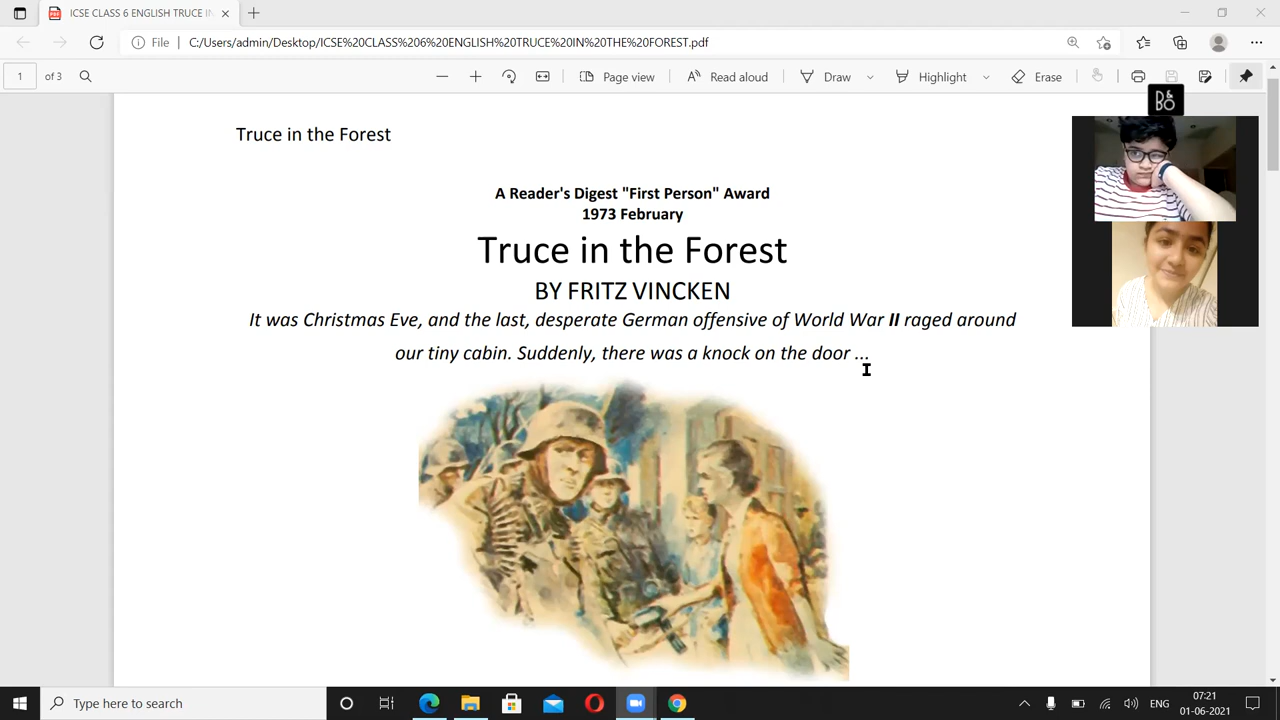 ICSE CLASS 6 ENGLISH TRUCE IN
File
C:/Users/admin/Desktop/ICSE%20CLASS%206%20ENGLISH%20TRUCE%20IN%20THE%20FOREST.pdf
1 of 3
Page view
Read aloud
Draw
Highlight
Erase
B&O
Truce in the Forest
A Reader's Digest "First Person" Award
1973 February
Truce in the Forest
BY FRITZ VINCKEN
It was Christmas Eve, and the last, desperate German offensive of World War II raged around
our tiny cabin. Suddenly, there was a knock on the door ...
Type here to search
ENG
07:21
01-06-2021